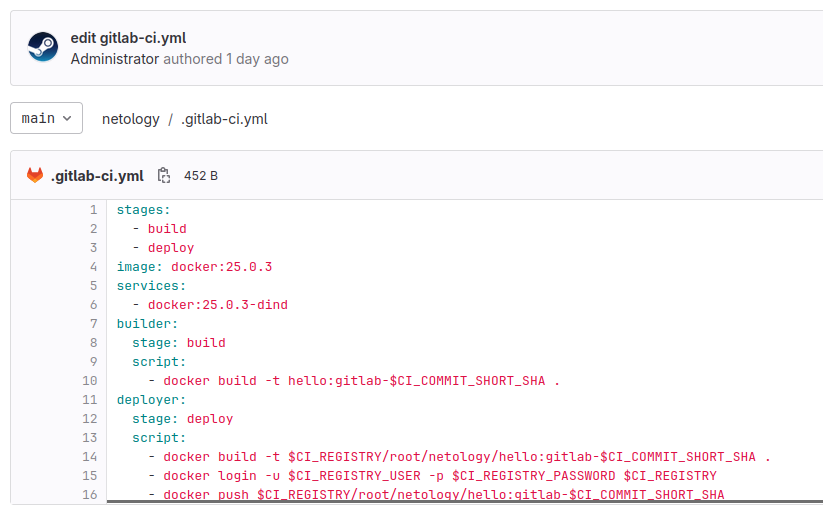 edit gitlab-ci.yml
Administrator authored 1 day ago
main netology / .gitlab-ci.yml
.gitlab-ci.yml 452 B
1 stages:
2   - build
3   - deploy
4 image: docker:25.0.3
5 services:
6   - docker:25.0.3-dind
7 builder:
8   stage: build
9   script:
10     - docker build -t hello:gitlab-$CI_COMMIT_SHORT_SHA .
11 deployer:
12   stage: deploy
13   script:
14     - docker build -t $CI_REGISTRY/root/netology/hello:gitlab-$CI_COMMIT_SHORT_SHA .
15     - docker login -u $CI_REGISTRY_USER -p $CI_REGISTRY_PASSWORD $CI_REGISTRY
16     - docker push $CI_REGISTRY/root/netology/hello:gitlab-$CI_COMMIT_SHORT_SHA